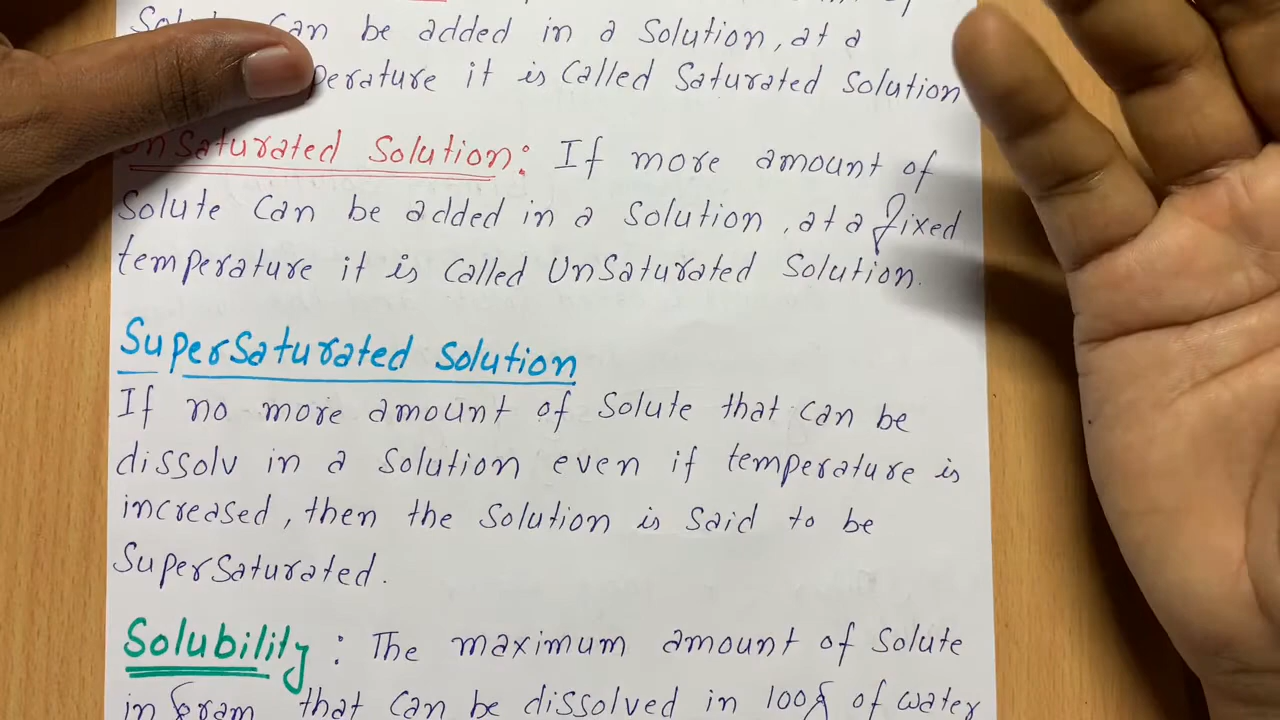 can be added in a Solution, at a
perature it is Called Saturated Solution
UnSaturated Solution: If more amount of
Solute Can be added in a Solution, at a fixed
temperature it is Called UnSaturated Solution.
SuperSaturated Solution
If no more amount of Solute that can be
dissolv in a Solution even if temperature is
increased, then the Solution is Said to be
SuperSaturated.
Solubility : The maximum amount of Solute
in gram that can be dissolved in 100g of water